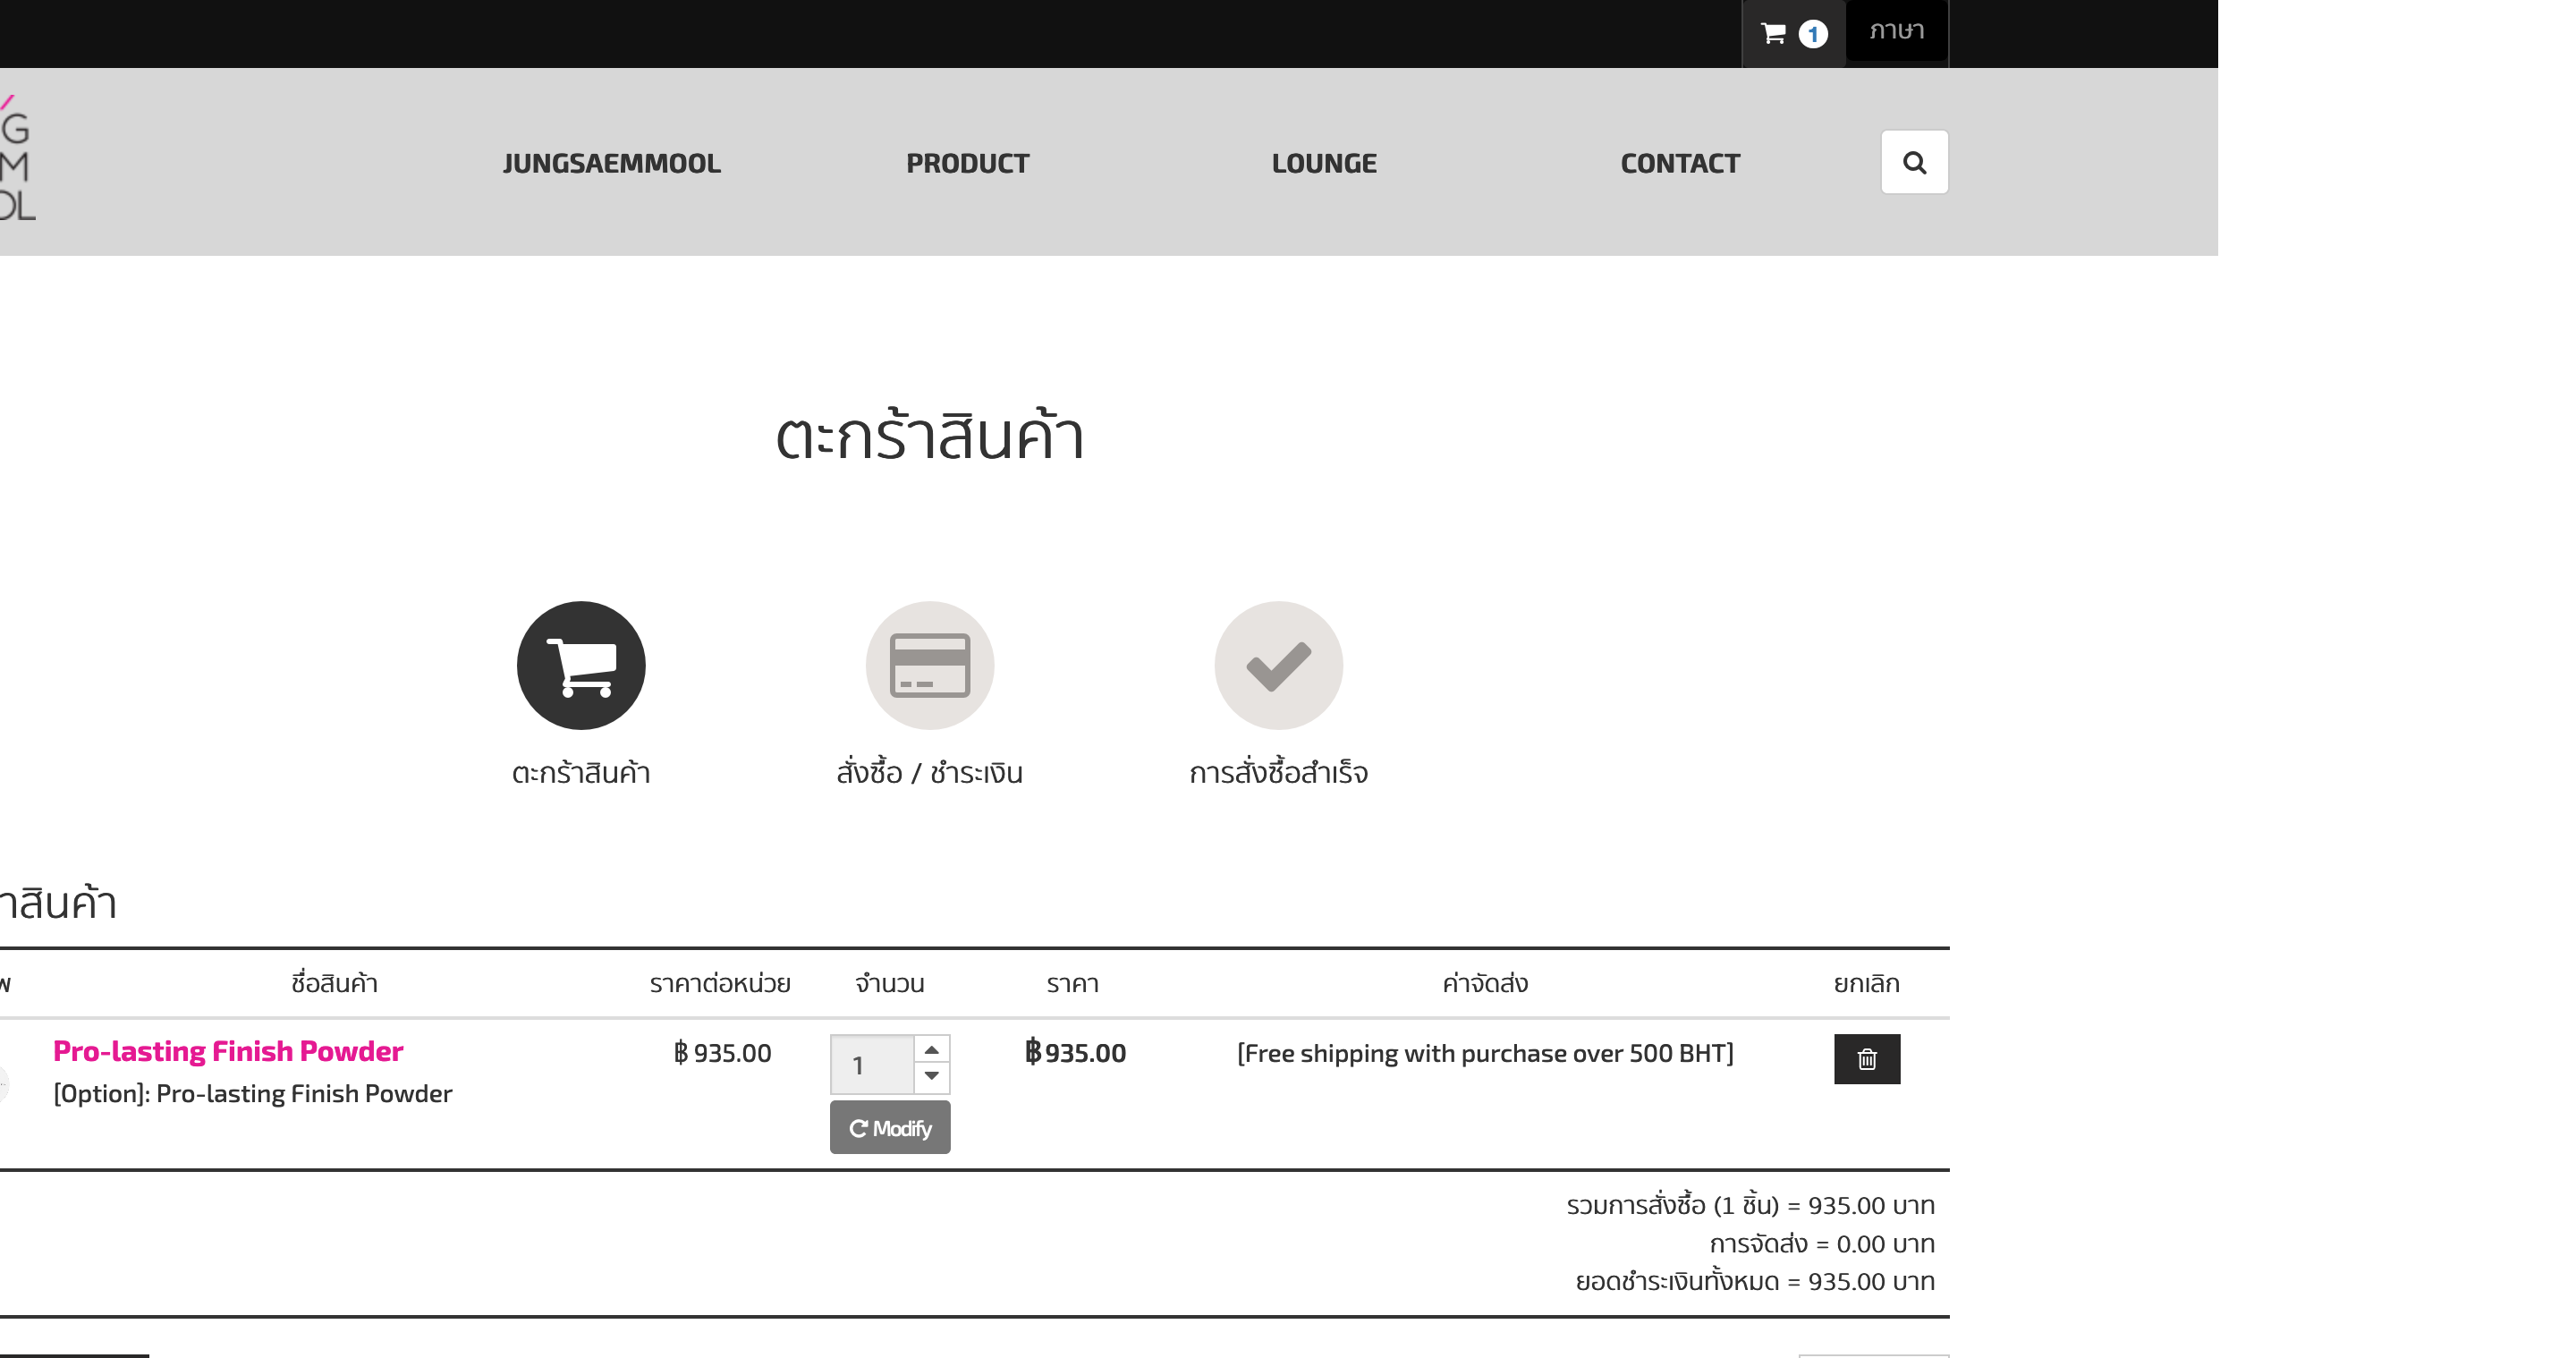 1 ภาษา
G
M
OL
JUNGSAEMMOOL PRODUCT LOUNGE CONTACT
ตะกร้าสินค้า
ตะกร้าสินค้า สั่งซื้อ / ชำระเงิน การสั่งซื้อสำเร็จ
าสินค้า
พ ชื่อสินค้า ราคาต่อหน่วย จำนวน ราคา ค่าจัดส่ง ยกเลิก
Pro-lasting Finish Powder ฿ 935.00 1 ฿935.00 [Free shipping with purchase over 500 BHT]
[Option]: Pro-lasting Finish Powder
Modify
รวมการสั่งซื้อ (1 ชิ้น) = 935.00 บาท
การจัดส่ง = 0.00 บาท
ยอดชำระเงินทั้งหมด = 935.00 บาท